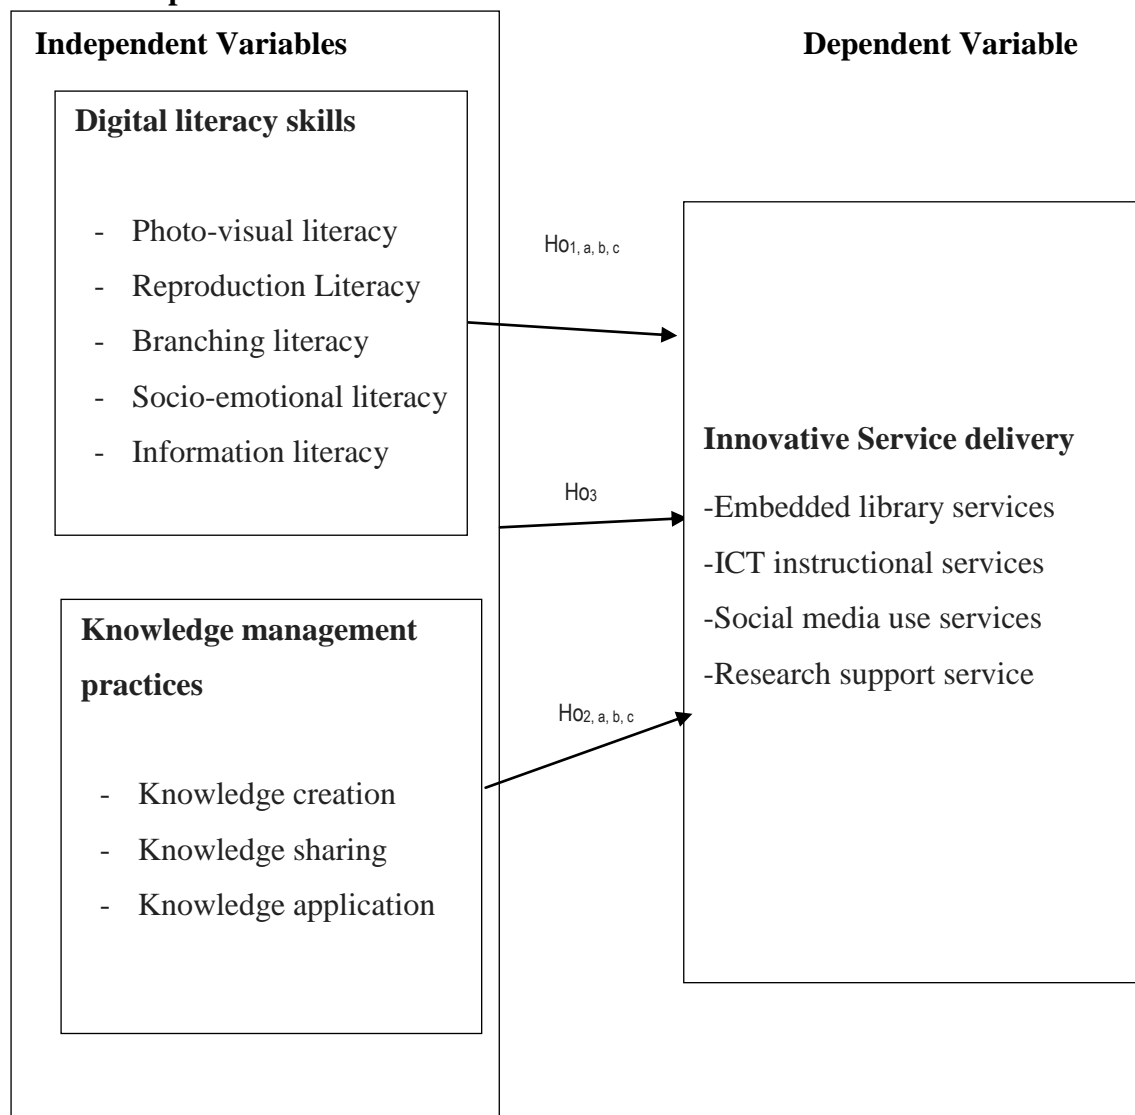 Independent Variables
Dependent Variable
Digital literacy skills
- Photo-visual literacy
- Reproduction Literacy
- Branching literacy
- Socio-emotional literacy
- Information literacy
Ho1, a, b, c
Ho3
Knowledge management
practices
- Knowledge creation
- Knowledge sharing
- Knowledge application
Ho2, a, b, c
Innovative Service delivery
-Embedded library services
-ICT instructional services
-Social media use services
-Research support service